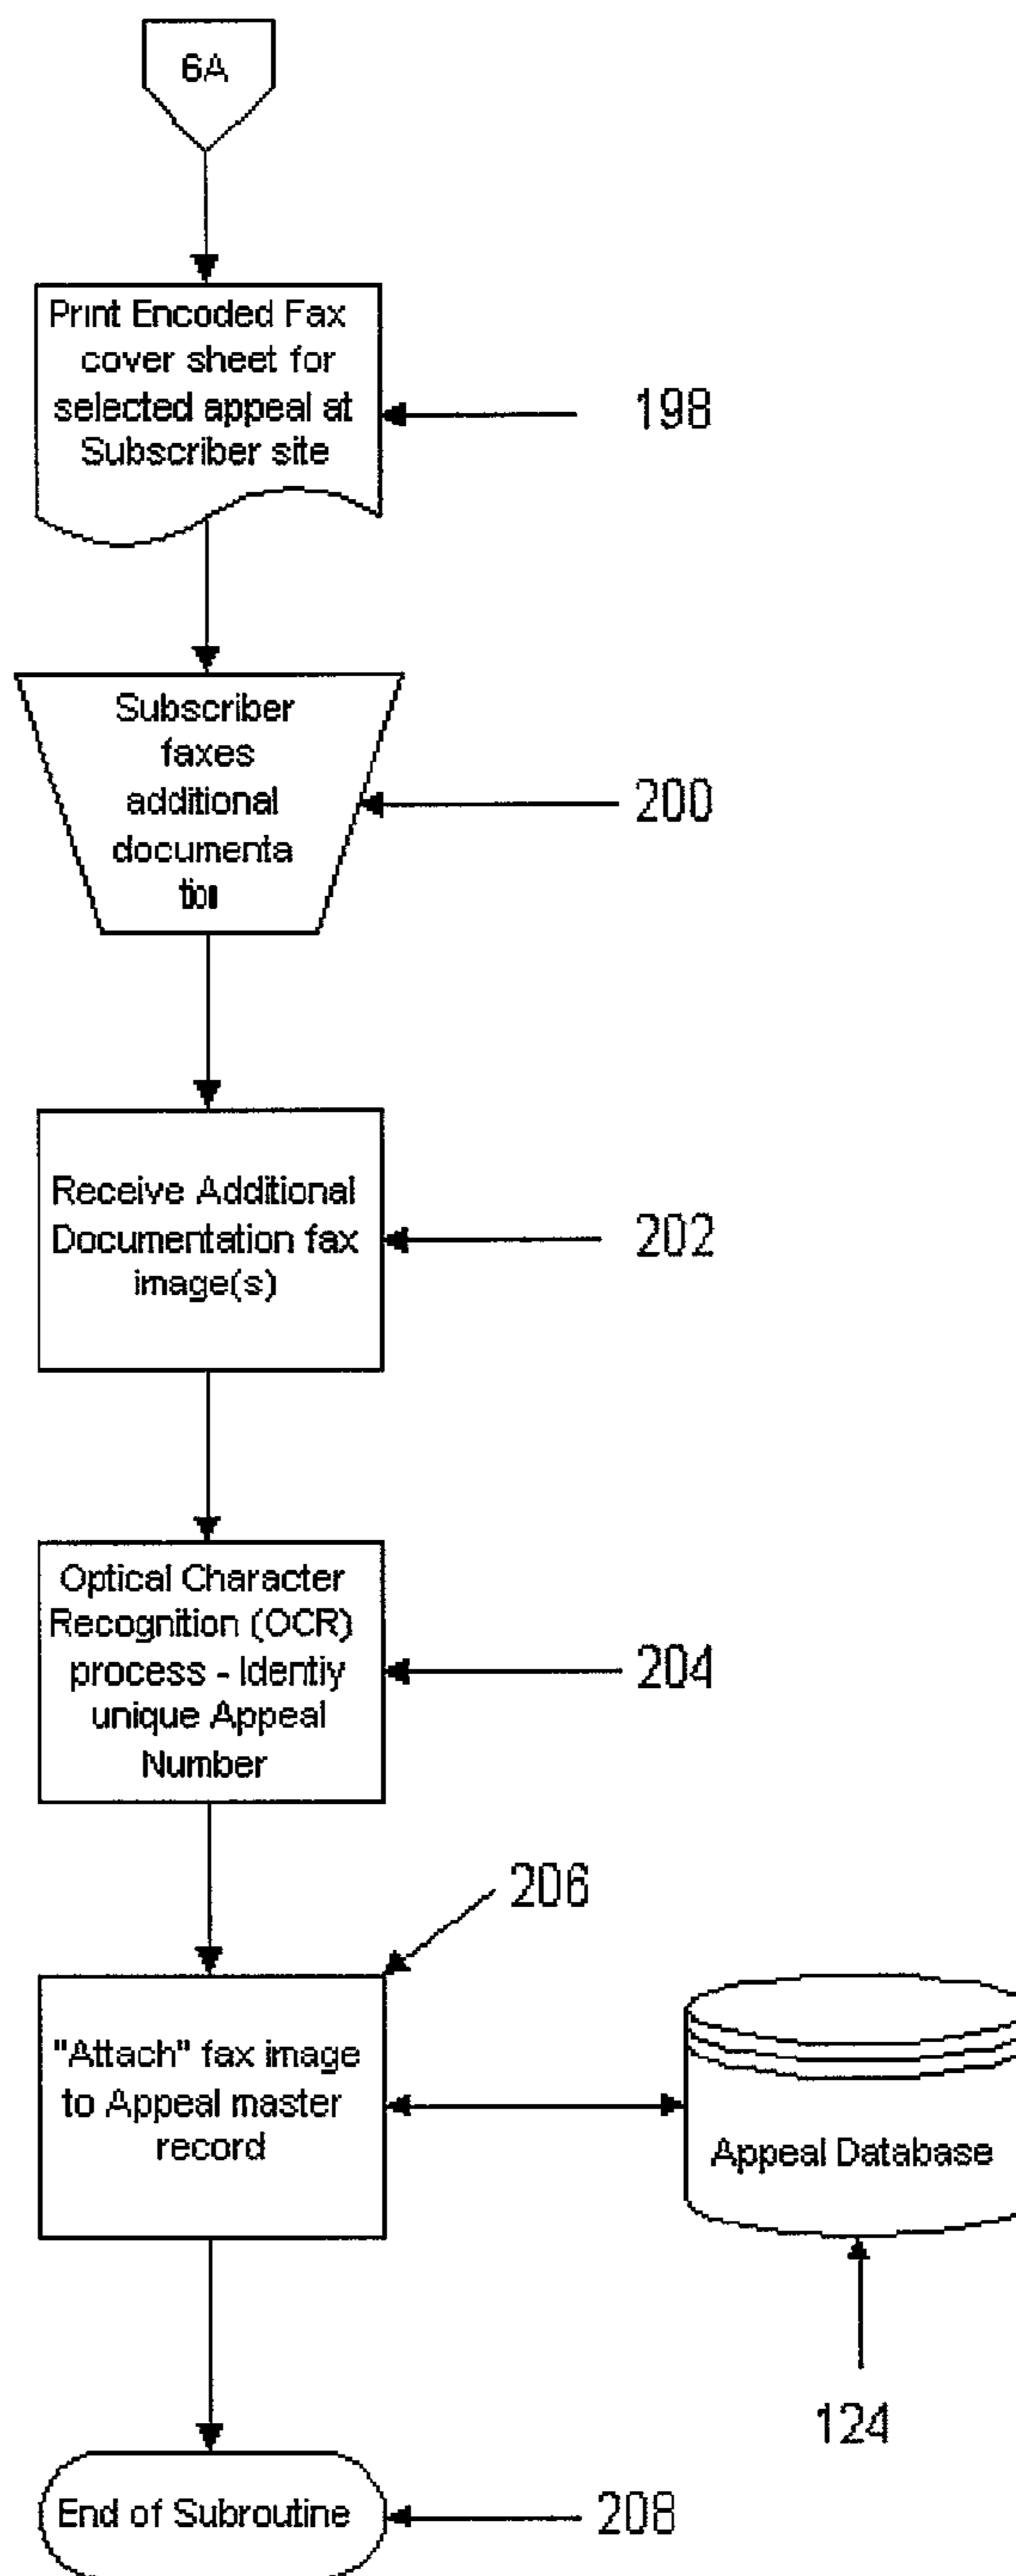 6A
Print Encoded Fax
cover sheet for
selected appeal at
Subscriber site
198
Subscriber
faxes
additional
documenta
tion
200
Receive Additional
Documentation fax
image(s)
202
Optical Character
Recognition (OCR)
process - Identiy
unique Appeal
Number
204
206
"Attach" fax image
to Appeal master
record
Appeal Database
124
End of Subroutine
208